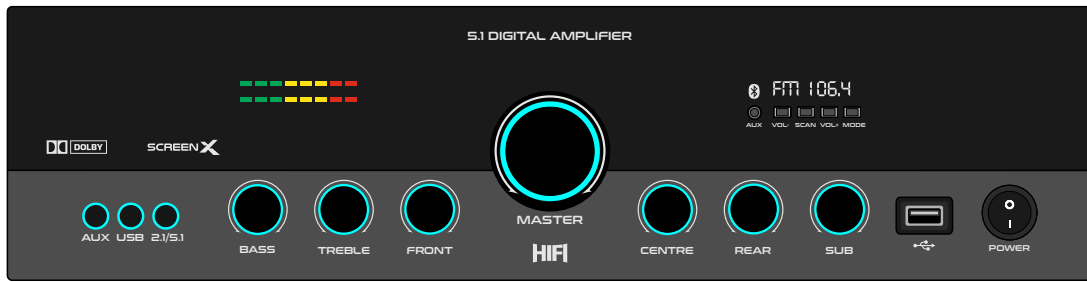 5.1 DIGITAL AMPLIFIER
FM 106.4
AUX VOL- SCAN VOL+ MODE
DOLBY
SCREEN X
AUX USB 2.1/5.1
BASS
TREBLE
FRONT
MASTER
HIFI
CENTRE
REAR
SUB
POWER